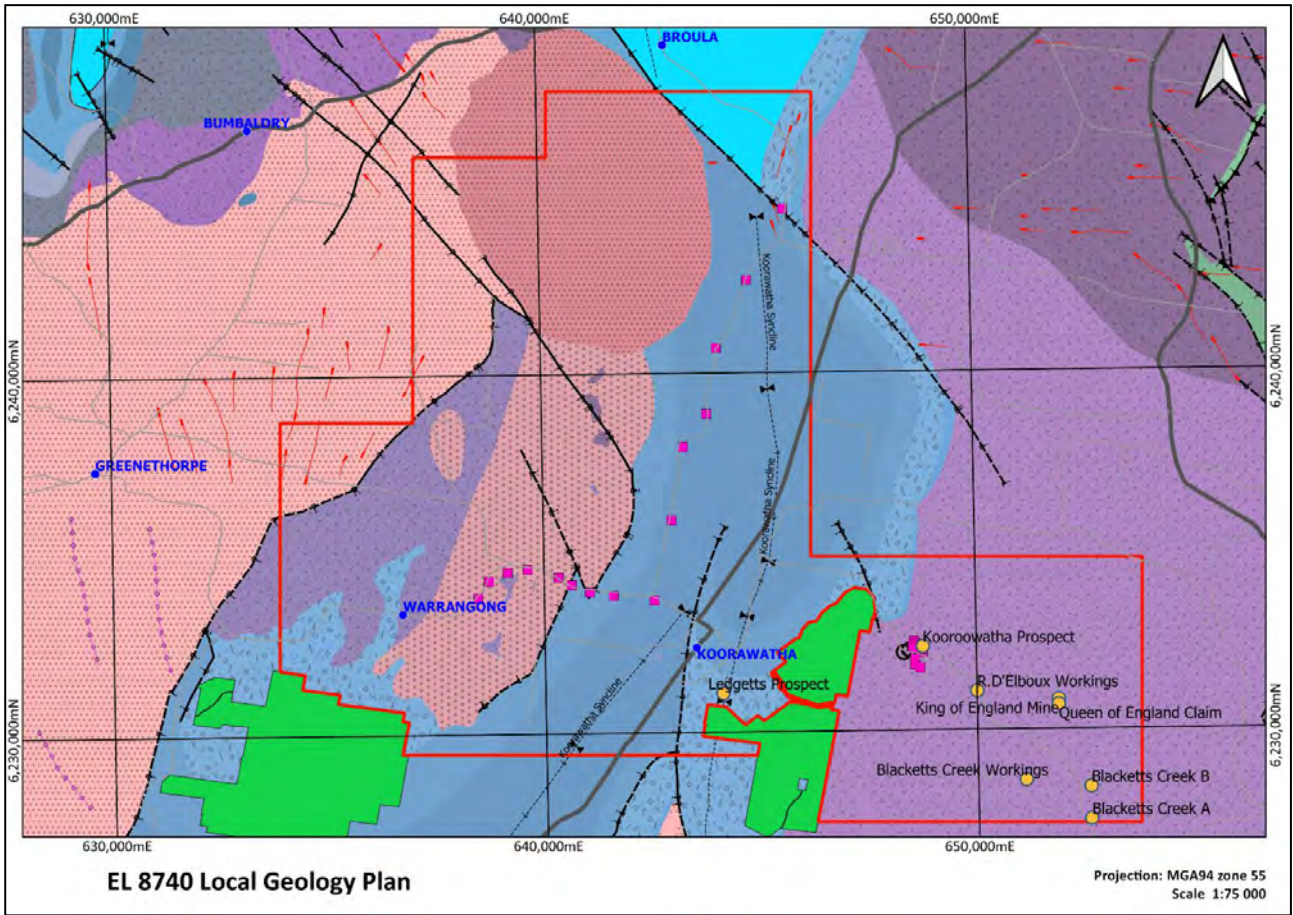 630,000mE
640,000mE
650,000mE
BROULA
BUMBALDRY
Koorawatha Syncline
6,240,000mN
6,240,000mN
GREENETHORPE
Koorawatha Syncline
WARRANGONG
KOORAWATHA
Kooroowatha Prospect
Ledgetts Prospect
R.D'Elboux Workings
King of England Mine
Queen of England Claim
Koorawatha Syncline
6,230,000mN
6,230,000mN
Blacketts Creek Workings
Blacketts Creek B
Blacketts Creek A
630,000mE
640,000mE
650,000mE
EL 8740 Local Geology Plan
Projection: MGA94 zone 55
Scale 1:75 000